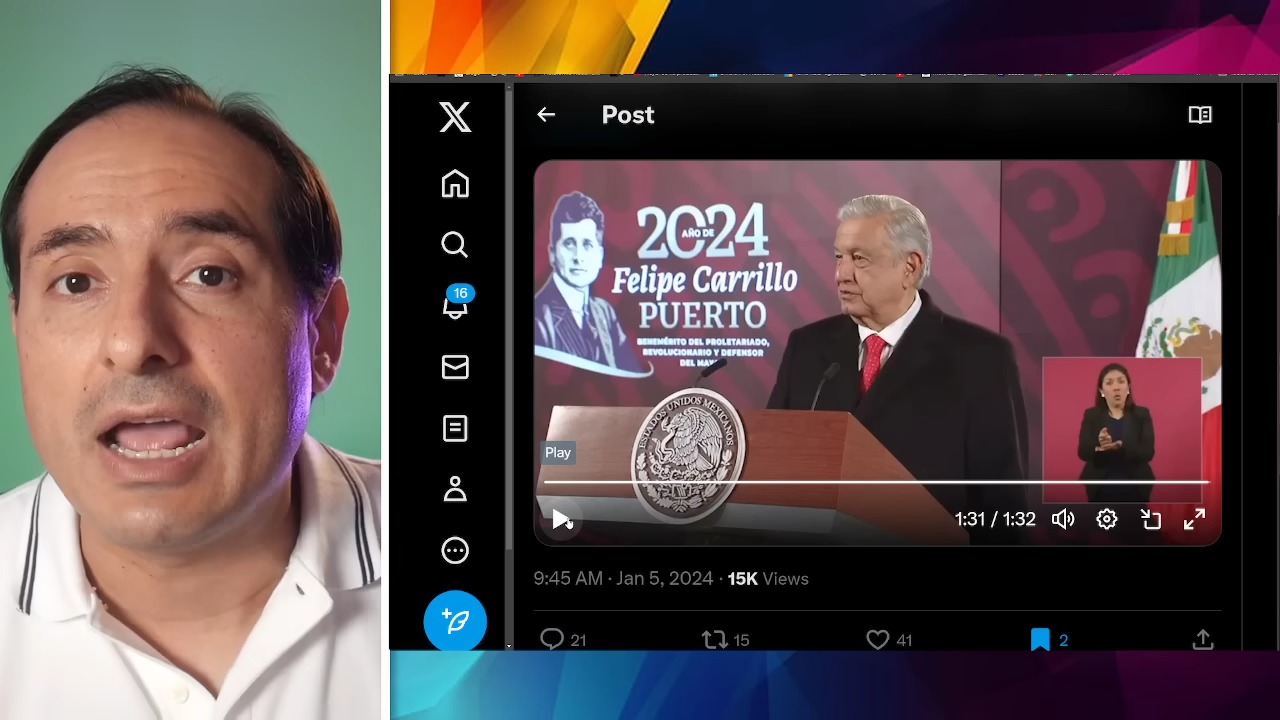 Post
2024
AÑO DE
Felipe Carrillo
PUERTO
BENEMÉRITO DEL PROLETARIADO,
REVOLUCIONARIO Y DEFENSOR
DEL
ESTADOS UNIDOS MEXICANOS
16
Play
1:31 / 1:32
9:45 AM · Jan 5, 2024 · 15K Views
21 15 41 2